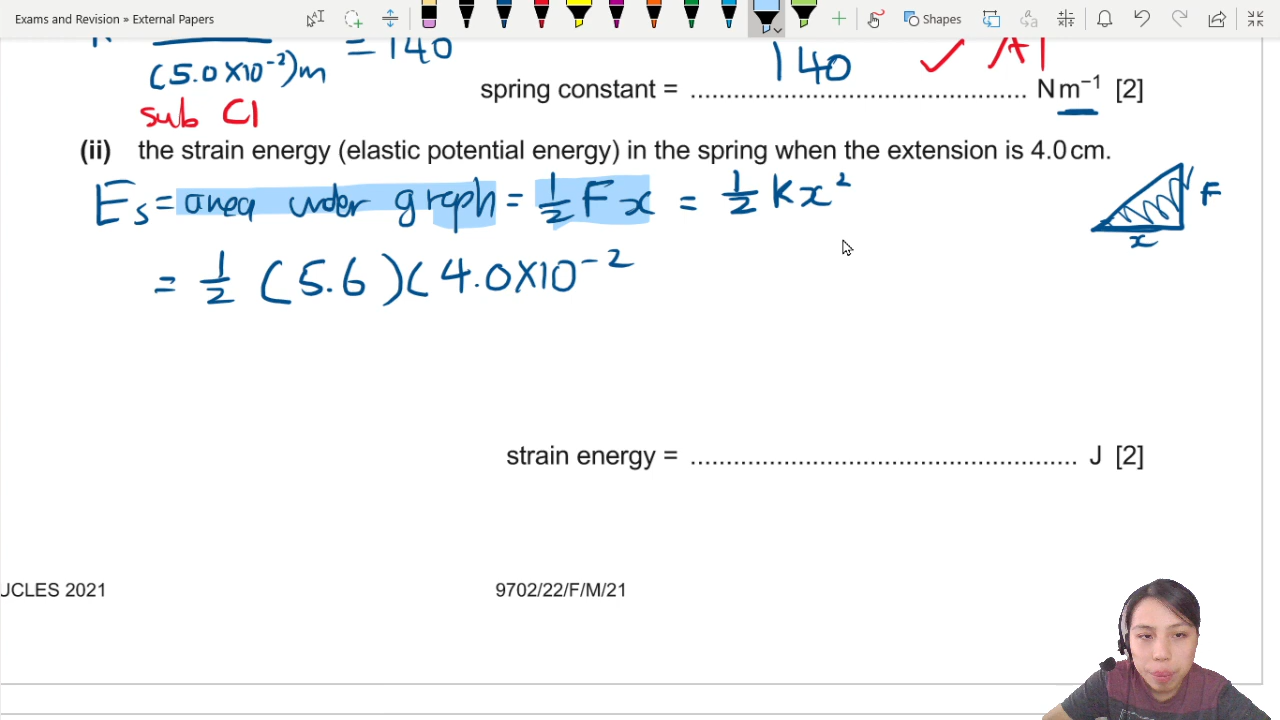 Exams and Revision » External Papers
Shapes
(5.0×10⁻²)m
= 140
140
✓ A1
spring constant = ............................................... N m⁻¹ [2]
sub C1
(ii) the strain energy (elastic potential energy) in the spring when the extension is 4.0 cm.
Es = area under graph = ½ F x = ½ k x²
F
x
= ½ (5.6)(4.0×10⁻²
strain energy = ...................................................... J [2]
UCLES 2021
9702/22/F/M/21